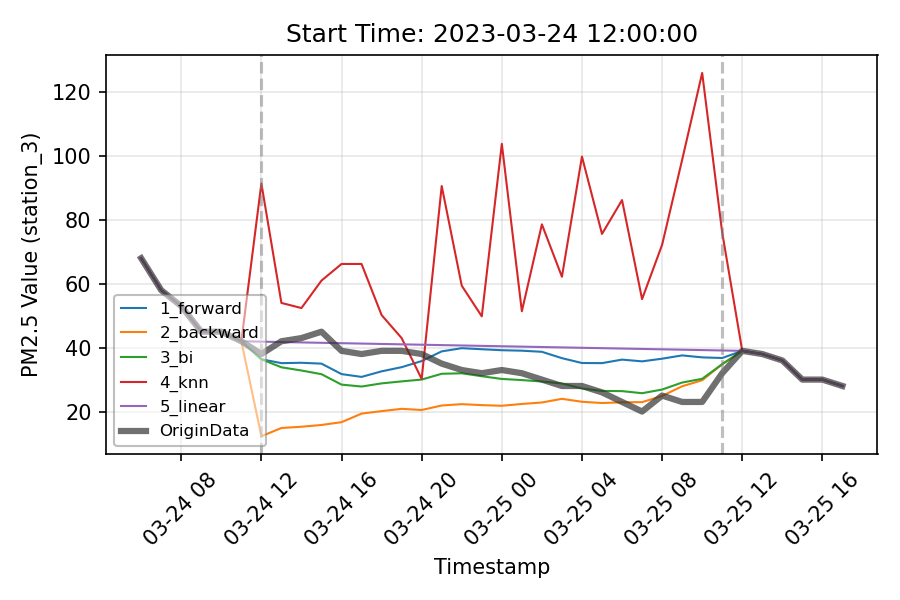 Start Time: 2023-03-24 12:00:00
PM2.5 Value (station_3)
120
100
80
60
40
20
1_forward
2_backward
3_bi
4_knn
5_linear
OriginData
03-24 08
03-24 12
03-24 16
03-24 20
03-25 00
03-25 04
03-25 08
03-25 12
03-25 16
Timestamp